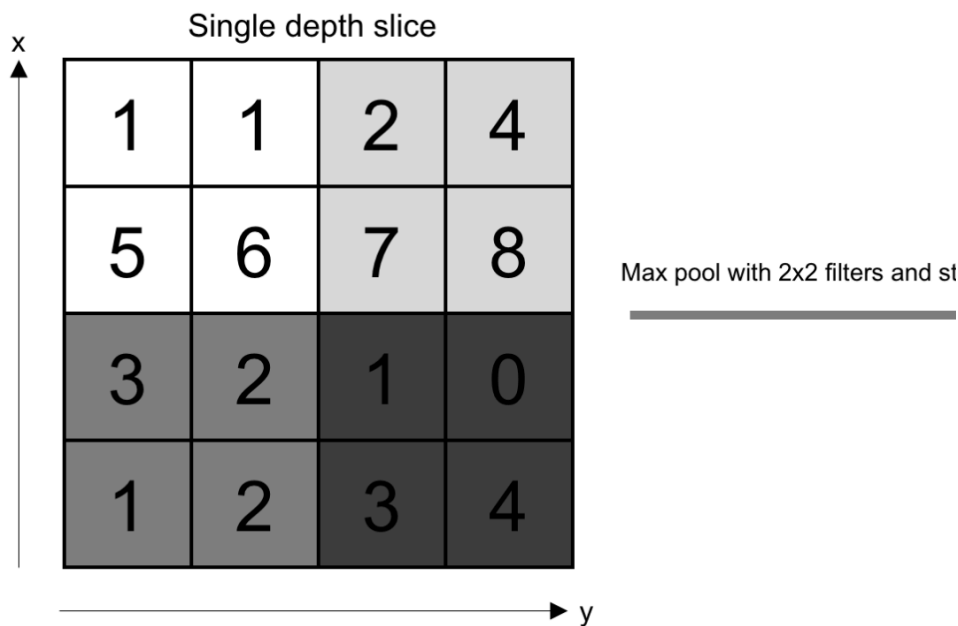 Single depth slice
x
1 1 2 4
5 6 7 8
Max pool with 2x2 filters and
3 2 1 0
1 2 3 4
y